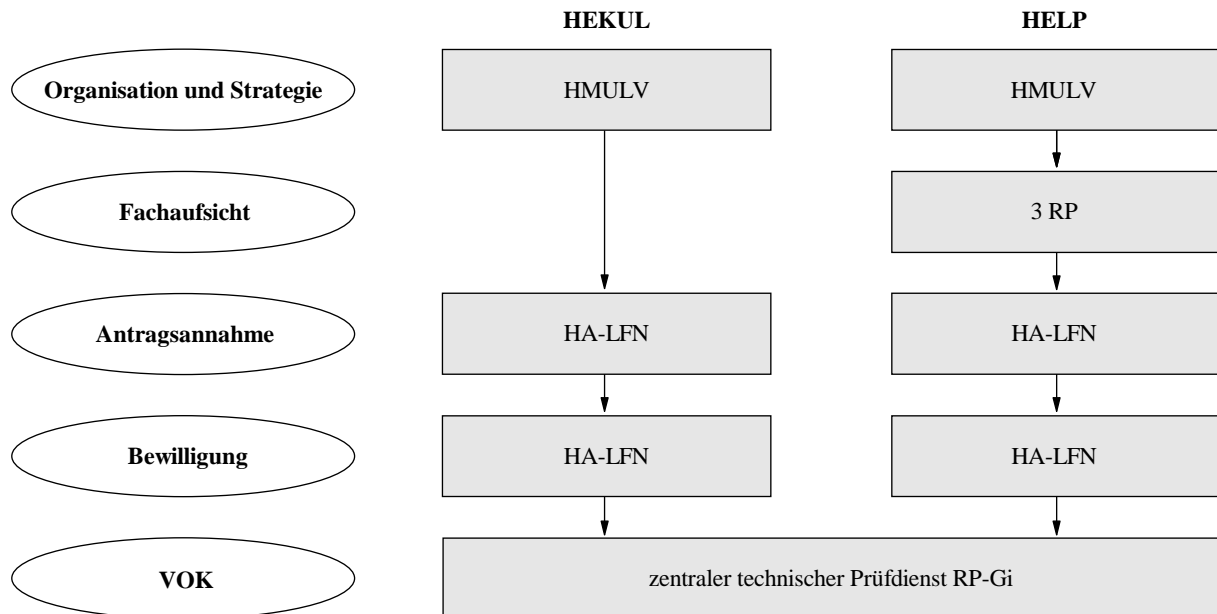 HEKUL
HELP
Organisation und Strategie
HMULV
HMULV
Fachaufsicht
3 RP
Antragsannahme
HA-LFN
HA-LFN
Bewilligung
HA-LFN
HA-LFN
VOK
zentraler technischer Prüfdienst RP-Gi